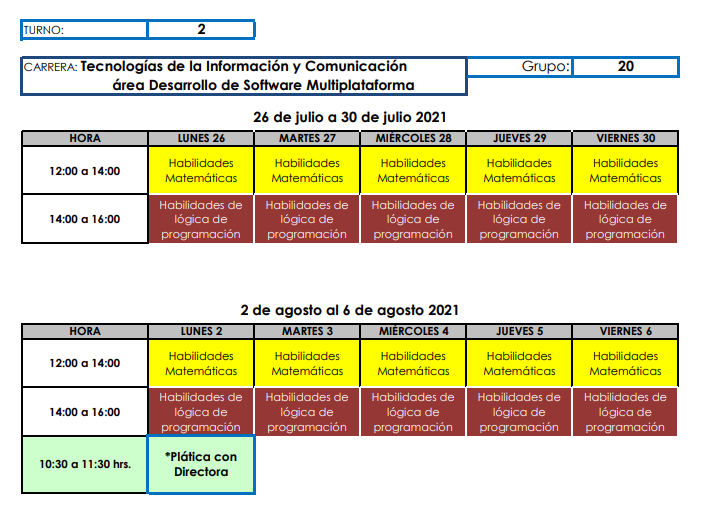 TURNO: 2
CARRERA: Tecnologías de la Información y Comunicación
área Desarrollo de Software Multiplataforma
Grupo: 20
26 de julio a 30 de julio 2021
HORA LUNES 26 MARTES 27 MIÉRCOLES 28 JUEVES 29 VIERNES 30
12:00 a 14:00
Habilidades Habilidades Habilidades Habilidades Habilidades
Matemáticas Matemáticas Matemáticas Matemáticas Matemáticas
14:00 a 16:00
Habilidades de Habilidades de Habilidades de Habilidades de Habilidades de
lógica de lógica de lógica de lógica de lógica de
programación programación programación programación programación
2 de agosto al 6 de agosto 2021
HORA LUNES 2 MARTES 3 MIÉRCOLES 4 JUEVES 5 VIERNES 6
12:00 a 14:00
Habilidades Habilidades Habilidades Habilidades Habilidades
Matemáticas Matemáticas Matemáticas Matemáticas Matemáticas
14:00 a 16:00
Habilidades de Habilidades de Habilidades de Habilidades de Habilidades de
lógica de lógica de lógica de lógica de lógica de
programación programación programación programación programación
10:30 a 11:30 hrs.
*Plática con
Directora